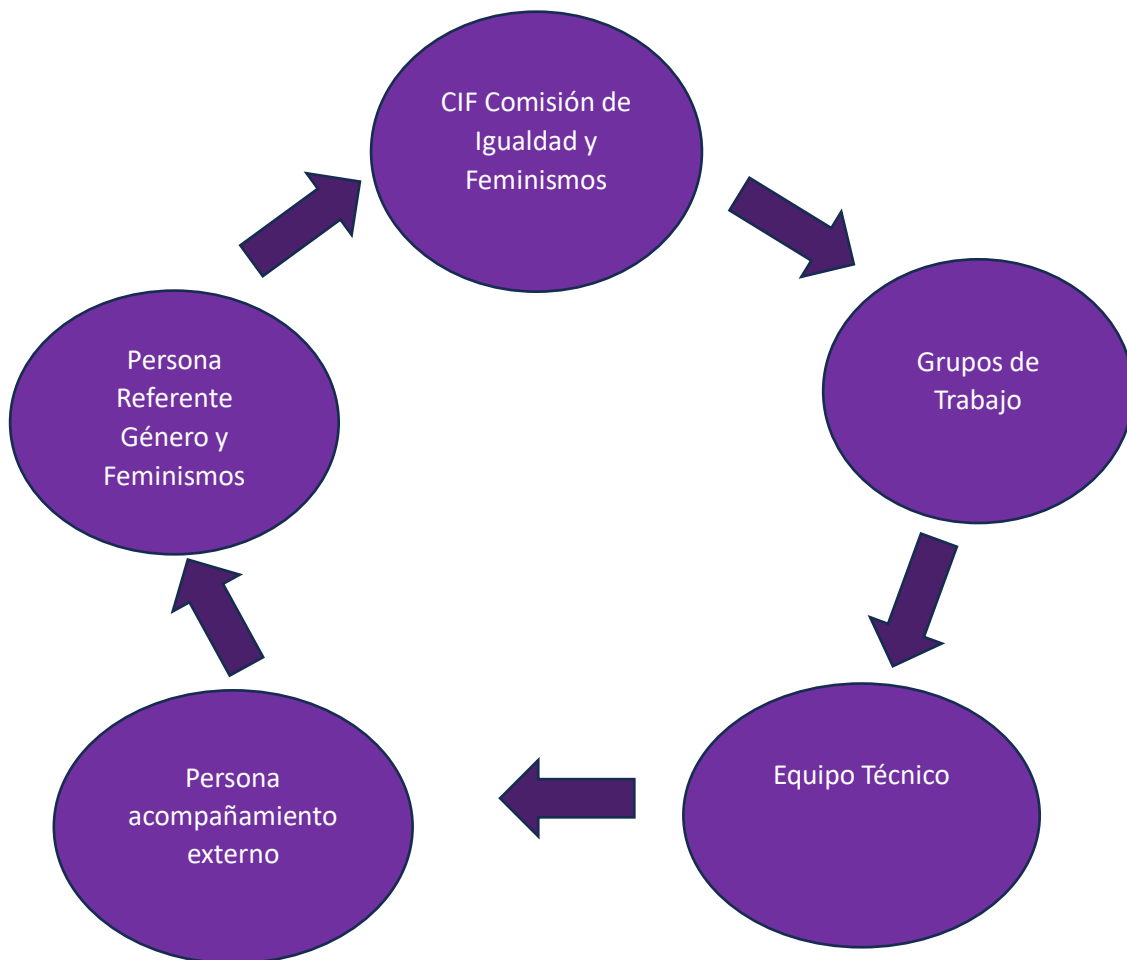 CIF Comisión de
Igualdad y
Feminismos
Grupos de
Trabajo
Equipo Técnico
Persona
acompañamiento
externo
Persona
Referente
Género y
Feminismos